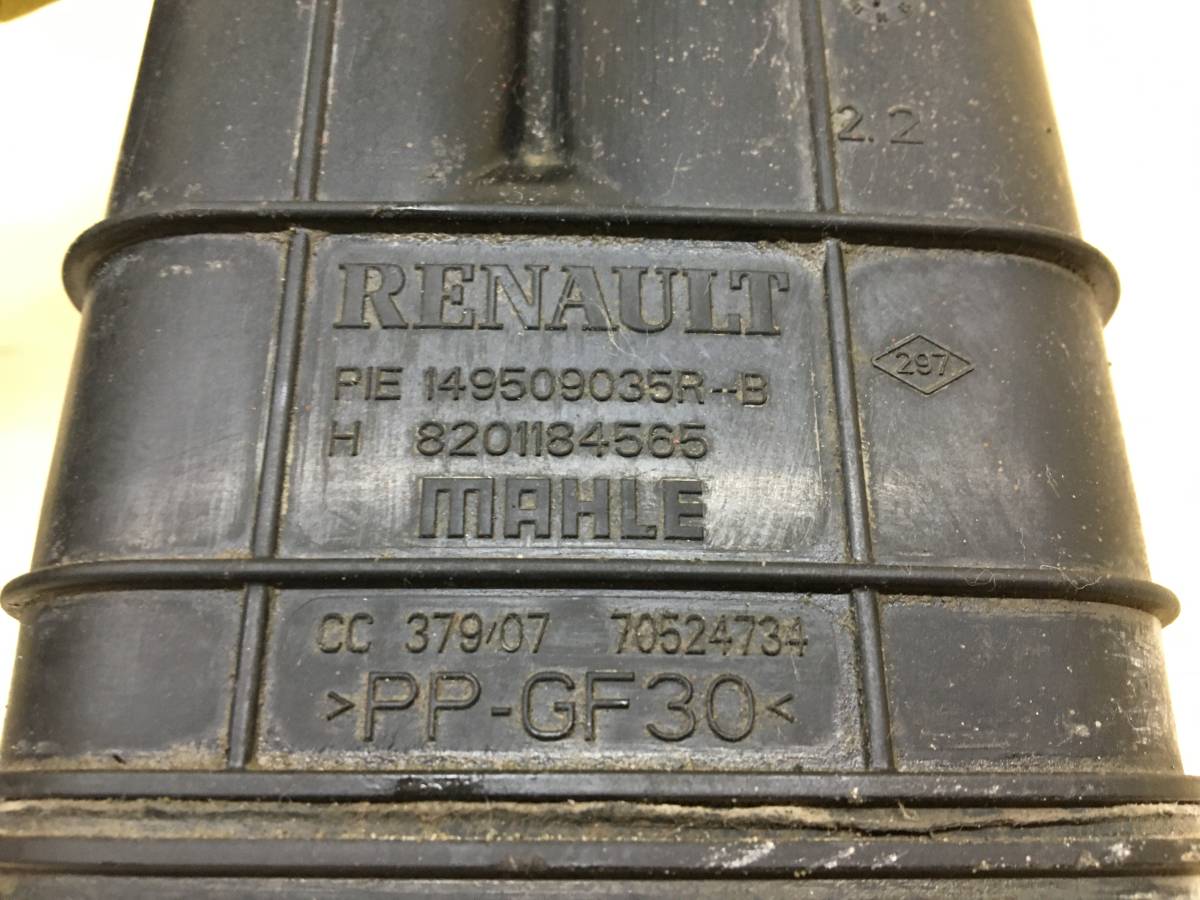 2.2
RENAULT
297
PIE 149509035R--B
H 8201184565
MAHLE
CC 379/07 70524734
>PP-GF30<